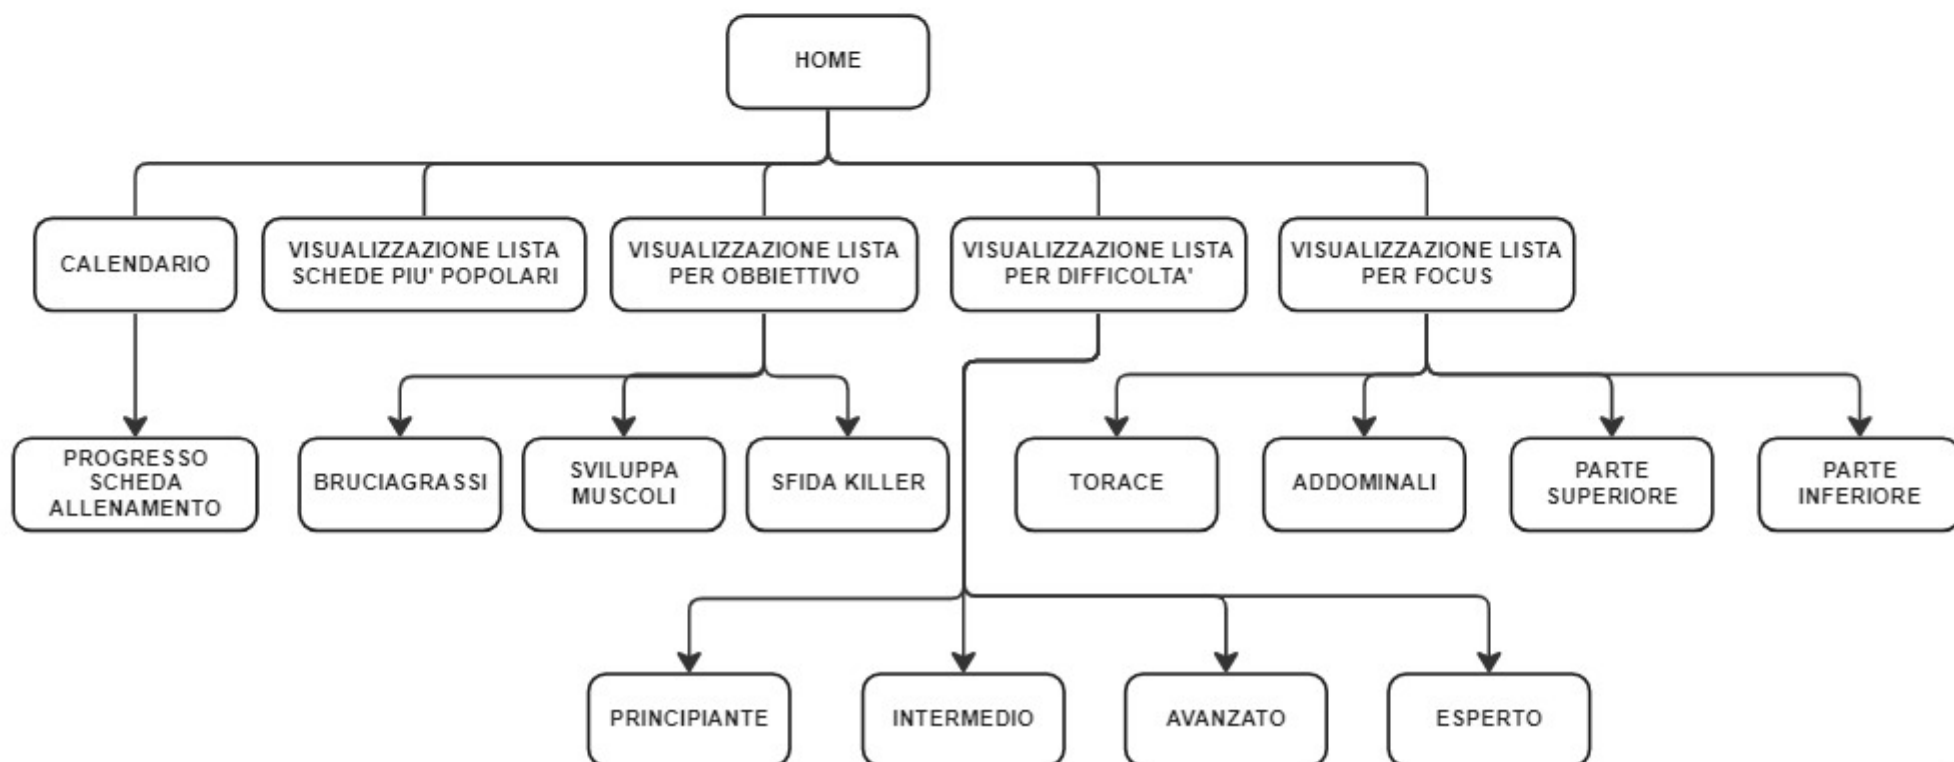 HOME
CALENDARIO
VISUALIZZAZIONE LISTA
SCHEDE PIU' POPOLARI
VISUALIZZAZIONE LISTA
PER OBBIETTIVO
VISUALIZZAZIONE LISTA
PER DIFFICOLTA'
VISUALIZZAZIONE LISTA
PER FOCUS
PROGRESSO
SCHEDA
ALLENAMENTO
BRUCIAGRASSI
SVILUPPA
MUSCOLI
SFIDA KILLER
TORACE
ADDOMINALI
PARTE
SUPERIORE
PARTE
INFERIORE
PRINCIPIANTE
INTERMEDIO
AVANZATO
ESPERTO